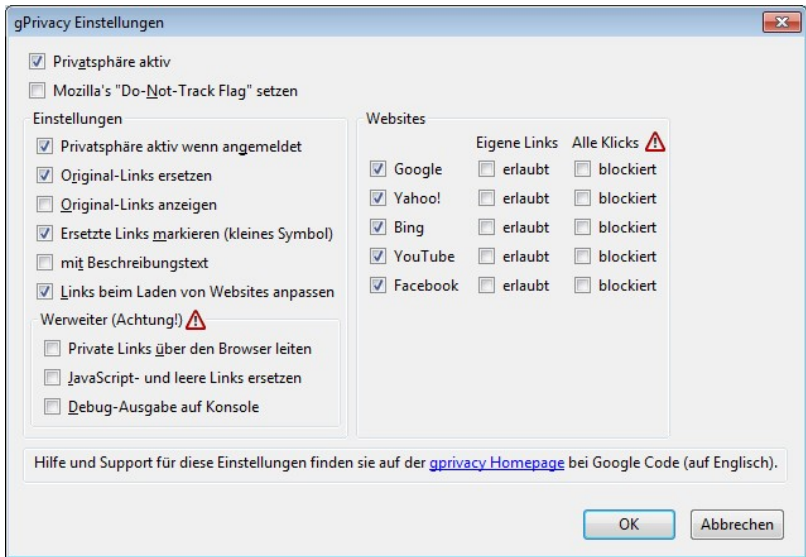 gPrivacy Einstellungen
Privatsphäre aktiv
Mozilla's "Do-Not-Track Flag" setzen
Einstellungen
Privatsphäre aktiv wenn angemeldet
Original-Links ersetzen
Original-Links anzeigen
Ersetzte Links markieren (kleines Symbol)
mit Beschreibungstext
Links beim Laden von Websites anpassen
Werweiter (Achtung!)
Private Links über den Browser leiten
JavaScript- und leere Links ersetzen
Debug-Ausgabe auf Konsole
Websites
Eigene Links Alle Klicks
Google erlaubt blockiert
Yahoo! erlaubt blockiert
Bing erlaubt blockiert
YouTube erlaubt blockiert
Facebook erlaubt blockiert
Hilfe und Support für diese Einstellungen finden sie auf der gprivacy Homepage bei Google Code (auf Englisch).
OK Abbrechen